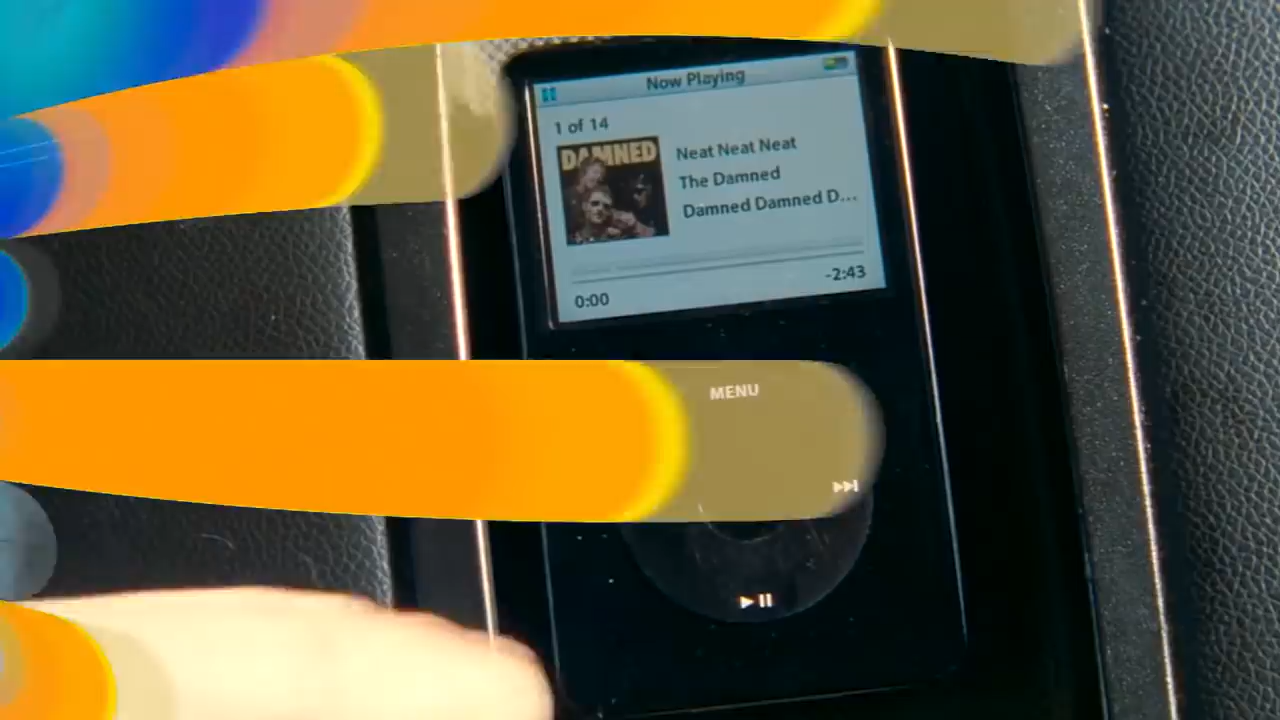 Now Playing
1 of 14
DAMNED
Neat Neat Neat
The Damned
Damned Damned D...
0:00
-2:43
MENU